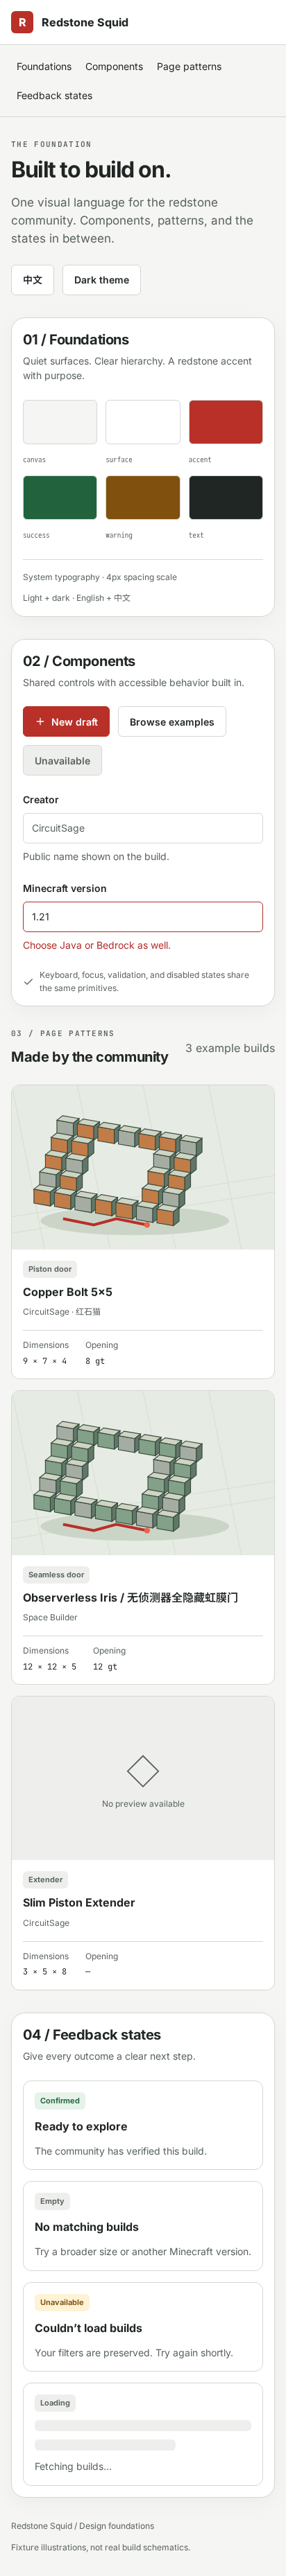 R Redstone Squid
Foundations Components Page patterns
Feedback states
THE FOUNDATION
Built to build on.
One visual language for the redstone
community. Components, patterns, and the
states in between.
中文 Dark theme
01 / Foundations
Quiet surfaces. Clear hierarchy. A redstone accent
with purpose.
canvas surface accent
success warning text
System typography · 4px spacing scale
Light + dark · English + 中文
02 / Components
Shared controls with accessible behavior built in.
+ New draft Browse examples
Unavailable
Creator
CircuitSage
Public name shown on the build.
Minecraft version
1.21
Choose Java or Bedrock as well.
Keyboard, focus, validation, and disabled states share
the same primitives.
03 / PAGE PATTERNS
Made by the community 3 example builds
Piston door
Copper Bolt 5×5
CircuitSage · 红石猫
Dimensions Opening
9 × 7 × 4 8 gt
Seamless door
Observerless Iris / 无侦测器全隐藏虹膜门
Space Builder
Dimensions Opening
12 × 12 × 5 12 gt
No preview available
Extender
Slim Piston Extender
CircuitSage
Dimensions Opening
3 × 5 × 8 —
04 / Feedback states
Give every outcome a clear next step.
Confirmed
Ready to explore
The community has verified this build.
Empty
No matching builds
Try a broader size or another Minecraft version.
Unavailable
Couldn’t load builds
Your filters are preserved. Try again shortly.
Loading
Fetching builds…
Redstone Squid / Design foundations
Fixture illustrations, not real build schematics.